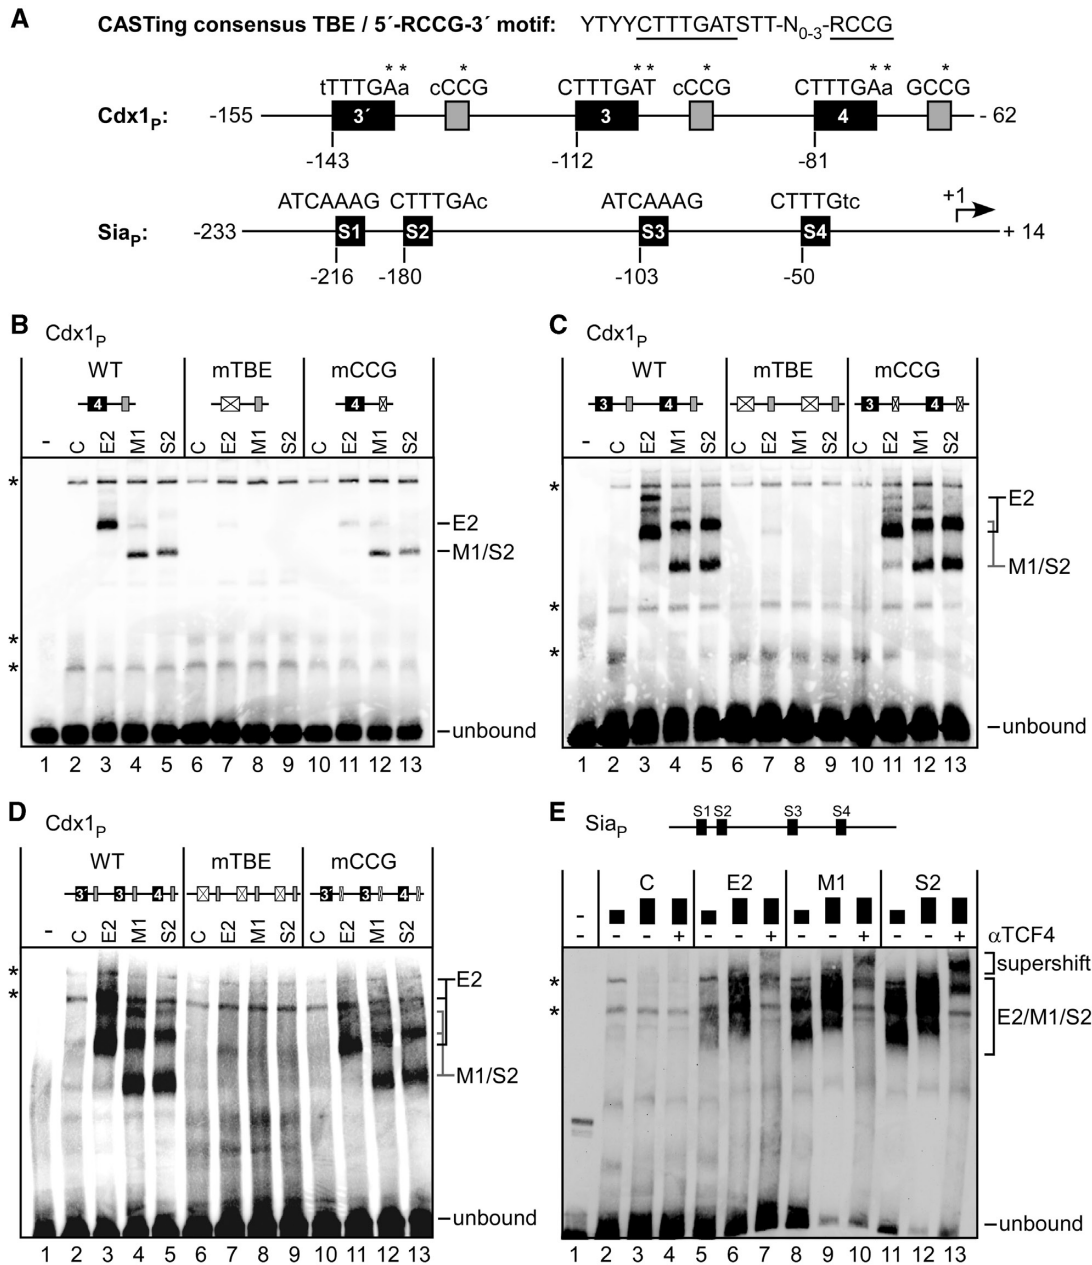 A
CASTing consensus TBE / 5´-RCCG-3´ motif: YTYYCTTTGATSTT-N0-3-RCCG
* * * * * * * * *
tTTTGAa cCCG CTTTGAT cCCG CTTTGAa GCCG
Cdx1P: -155 3´ 3 4 - 62
-143 -112 -81
ATCAAAG CTTTGAc ATCAAAG CTTTGtc +1
SiaP: -233 S1 S2 S3 S4 + 14
-216 -180 -103 -50
B Cdx1P
WT mTBE mCCG
4 4
- C E2 M1 S2 C E2 M1 S2 C E2 M1 S2
*
E2
M1/S2
*
*
unbound
1 2 3 4 5 6 7 8 9 10 11 12 13
C Cdx1P
WT mTBE mCCG
3 4 3 4
- C E2 M1 S2 C E2 M1 S2 C E2 M1 S2
*
E2
M1/S2
*
*
unbound
1 2 3 4 5 6 7 8 9 10 11 12 13
D Cdx1P
WT mTBE mCCG
3´ 3 4 3´ 3 4
- C E2 M1 S2 C E2 M1 S2 C E2 M1 S2
*
E2
*
M1/S2
unbound
1 2 3 4 5 6 7 8 9 10 11 12 13
E SiaP S1 S2 S3 S4
C E2 M1 S2
-
- - - + - - + - - + - - + αTCF4
supershift
*
*
E2/M1/S2
unbound
1 2 3 4 5 6 7 8 9 10 11 12 13